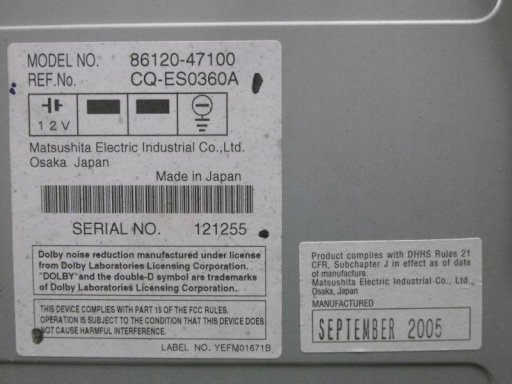 MODEL NO. 86120-47100
REF.No. CQ-ES0360A
12V
Matsushita Electric Industrial Co.,Ltd.
Osaka Japan
Made in Japan
SERIAL NO. 121255
Dolby noise reduction manufactured under license
from Dolby Laboratories Licensing Corporation.
"DOLBY" and the double-D symbol are trademarks
of Dolby Laboratories Licensing Corporation.
THIS DEVICE COMPLIES WITH PART 15 OF THE FCC RULES.
OPERATION IS SUBJECT TO THE CONDITION THAT THIS DEVICE DOES
NOT CAUSE HARMFUL INTERFERENCE.
LABEL NO. YEFM01671B
Product complies with DHHS Rules 21
CFR, Subchapter J in effect as of date
of manufacture.
Matsushita Electric Industrial Co., Ltd.,
Osaka, Japan
MANUFACTURED
SEPTEMBER 2005